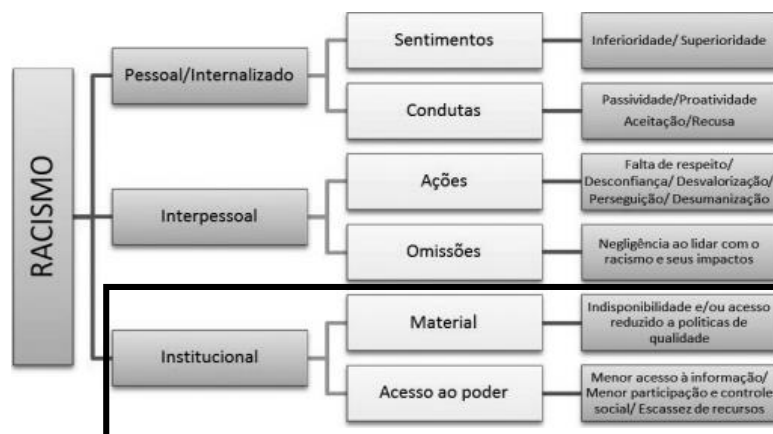 RACISMO
Pessoal/Internalizado
Sentimentos
Inferioridade/ Superioridade
Condutas
Passividade/Proatividade
Aceitação/Recusa
Interpessoal
Ações
Falta de respeito/
Desconfiança/ Desvalorização/
Perseguição/ Desumanização
Omissões
Negligência ao lidar com o
racismo e seus impactos
Institucional
Material
Indisponibilidade e/ou acesso
reduzido a politicas de
qualidade
Acesso ao poder
Menor acesso à informação/
Menor participação e controle
social/ Escassez de recursos